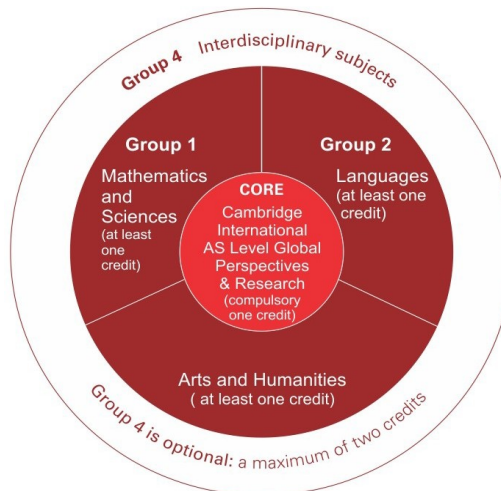 Group 4 Interdisciplinary subjects
Group 1
Mathematics
and
Sciences
(at least
one
credit)
Group 2
Languages
(at least one
credit)
CORE
Cambridge
International
AS Level Global
Perspectives
& Research
(compulsory
one credit)
Arts and Humanities
( at least one credit)
Group 4 is optional: a maximum of two credits